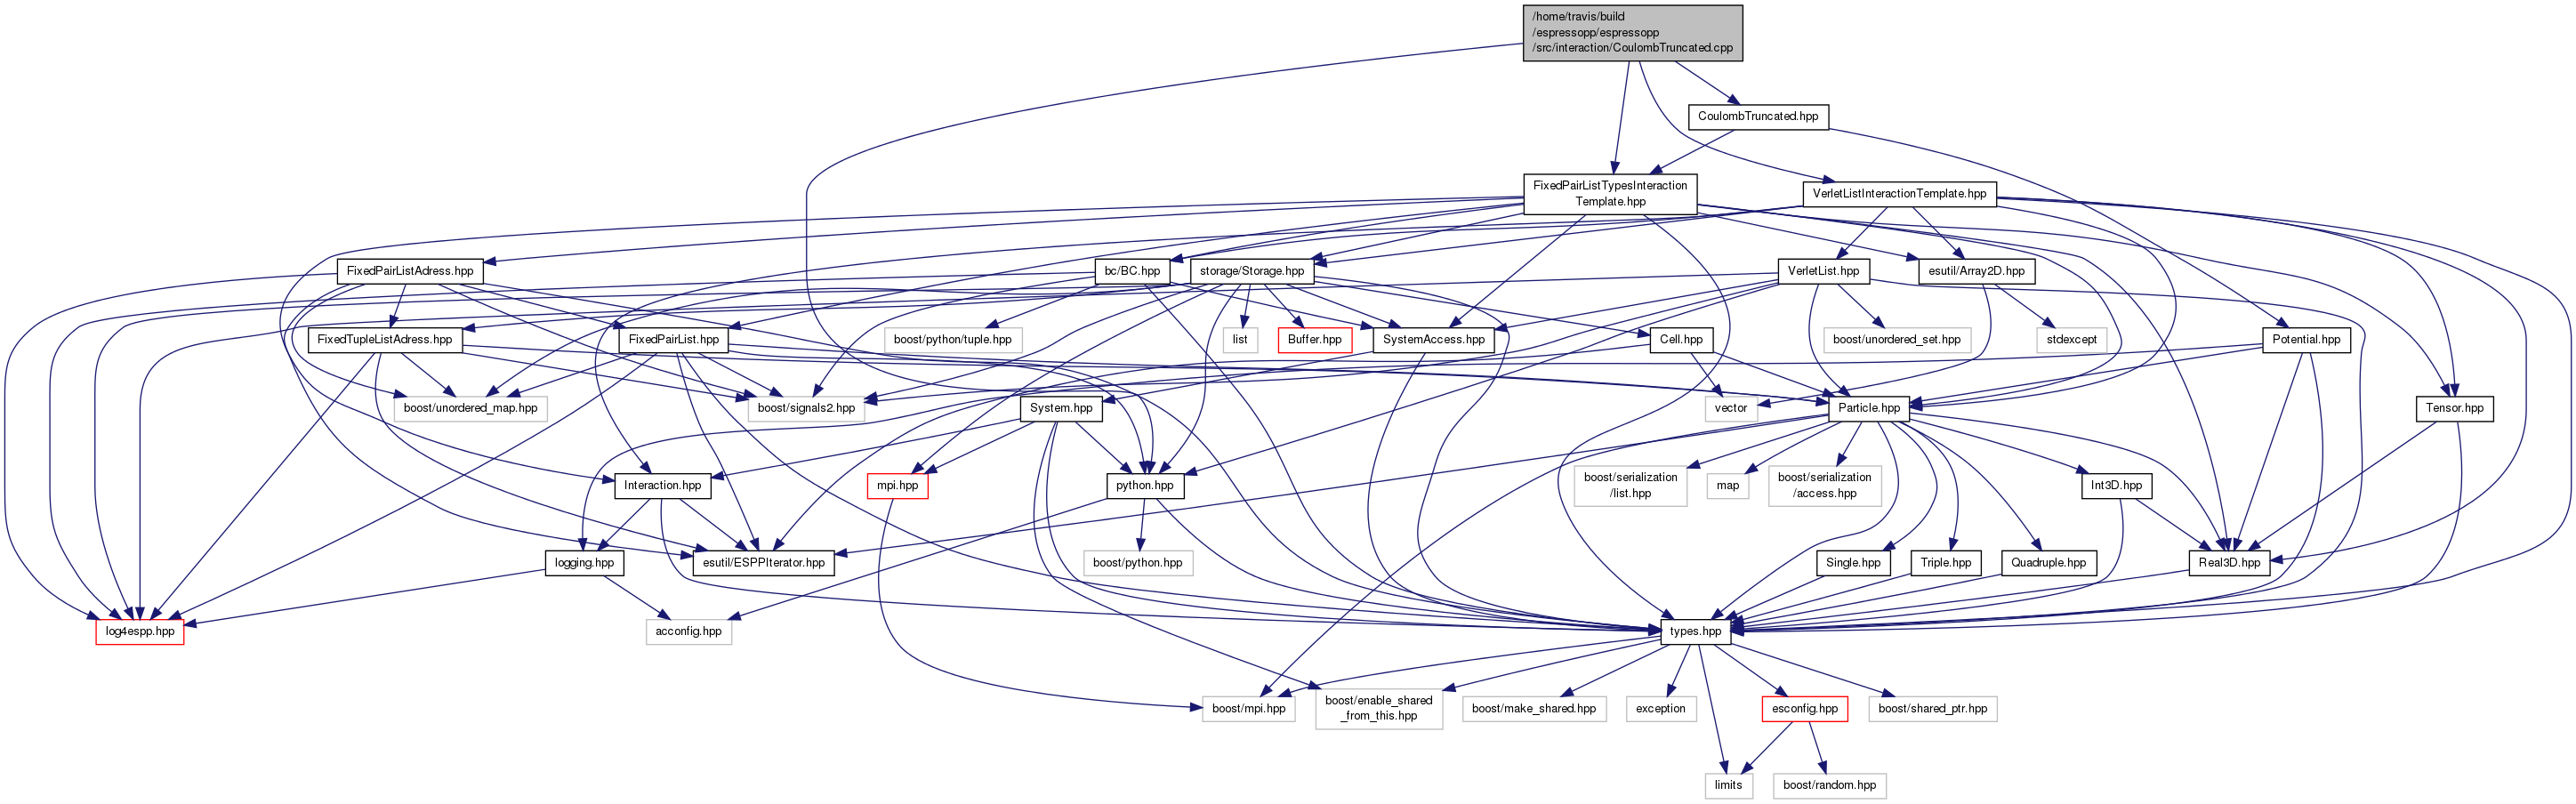 /home/travis/build
/espressopp/espressopp
/src/interaction/CoulombTruncated.cpp
CoulombTruncated.hpp
FixedPairListTypesInteraction
Template.hpp
VerletListInteractionTemplate.hpp
FixedPairListAdress.hpp
bc/BC.hpp
storage/Storage.hpp
VerletList.hpp
esutil/Array2D.hpp
FixedTupleListAdress.hpp
FixedPairList.hpp
boost/python/tuple.hpp
list
Buffer.hpp
SystemAccess.hpp
Cell.hpp
boost/unordered_set.hpp
stdexcept
Potential.hpp
boost/unordered_map.hpp
boost/signals2.hpp
System.hpp
vector
Particle.hpp
Tensor.hpp
Interaction.hpp
mpi.hpp
python.hpp
boost/serialization
/list.hpp
map
boost/serialization
/access.hpp
Int3D.hpp
logging.hpp
esutil/ESPPIterator.hpp
boost/python.hpp
Single.hpp
Triple.hpp
Quadruple.hpp
Real3D.hpp
log4espp.hpp
acconfig.hpp
types.hpp
boost/mpi.hpp
boost/enable_shared
_from_this.hpp
boost/make_shared.hpp
exception
esconfig.hpp
boost/shared_ptr.hpp
limits
boost/random.hpp